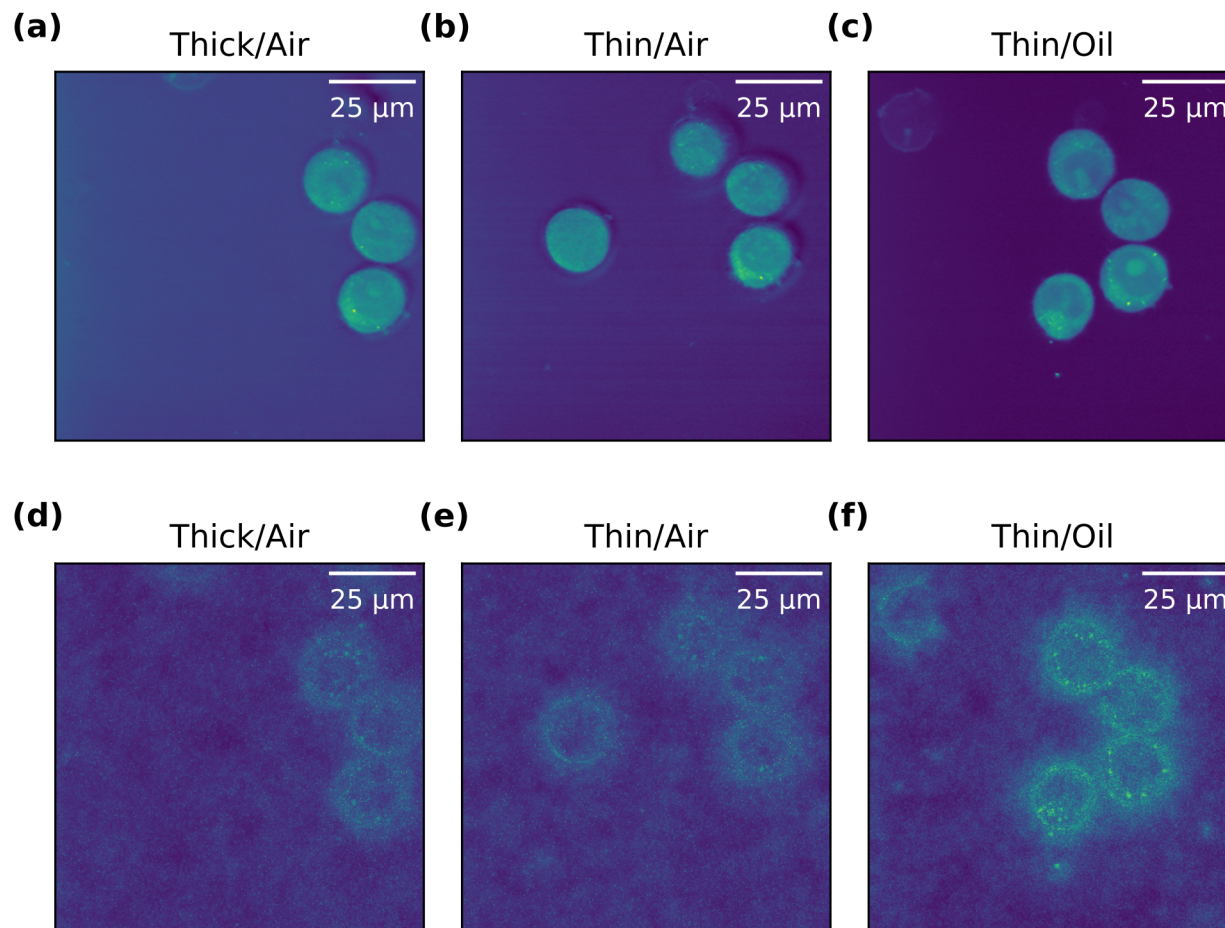 (a)
Thick/Air
25 µm
(b)
Thin/Air
25 µm
(c)
Thin/Oil
25 µm
(d)
Thick/Air
25 µm
(e)
Thin/Air
25 µm
(f)
Thin/Oil
25 µm